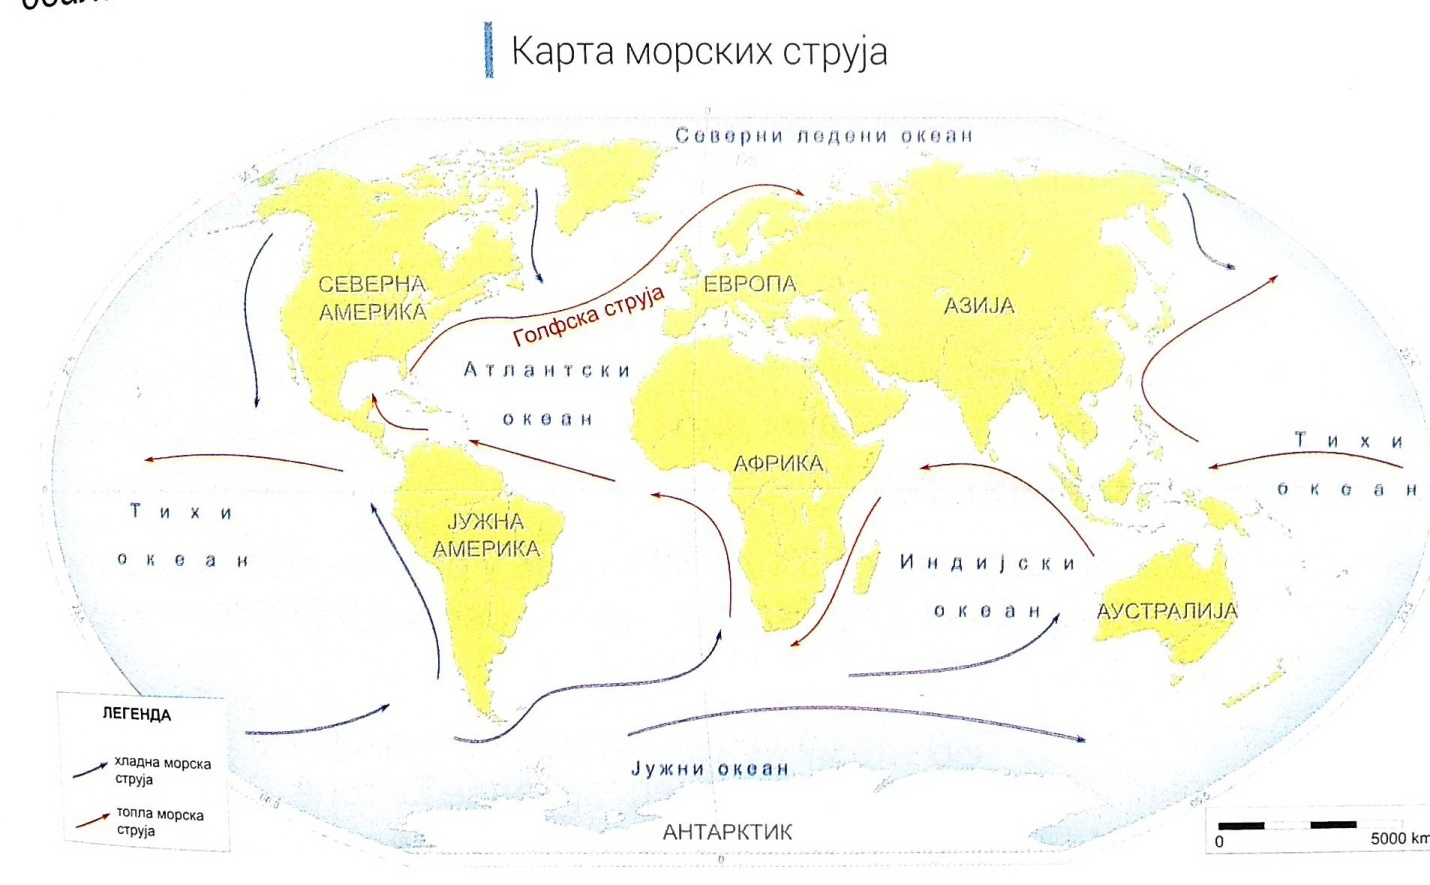 Карта морских струја
Северни ледени океан
СЕВЕРНА
АМЕРИКА
ЕВРОПА
АЗИЈА
Голфска струја
Атлантски
океан
АФРИКА
Тихи
океан
Тихи
океан
ЈУЖНА
АМЕРИКА
Индијски
океан
АУСТРАЛИЈА
ЛЕГЕНДА
хладна морска
струја
топла морска
струја
Јужни океан
АНТАРКТИК
0
5000 km